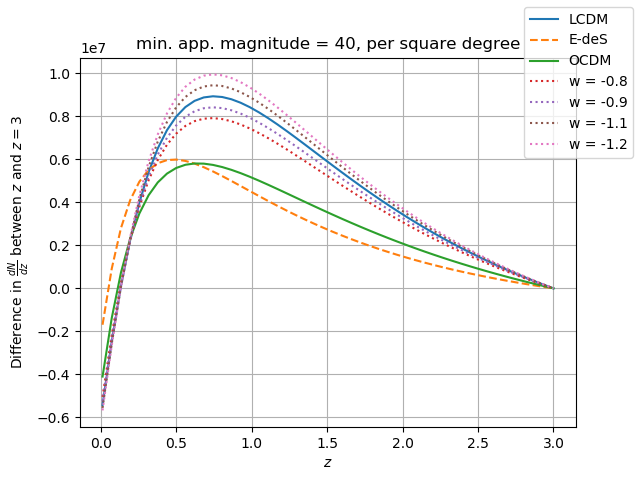 min. app. magnitude = 40, per square degree
1e7
LCDM
E-deS
OCDM
w = -0.8
w = -0.9
w = -1.1
w = -1.2
Difference in dN/dz between z and z = 3
1.0
0.8
0.6
0.4
0.2
0.0
−0.2
−0.4
−0.6
0.0 0.5 1.0 1.5 2.0 2.5 3.0
z